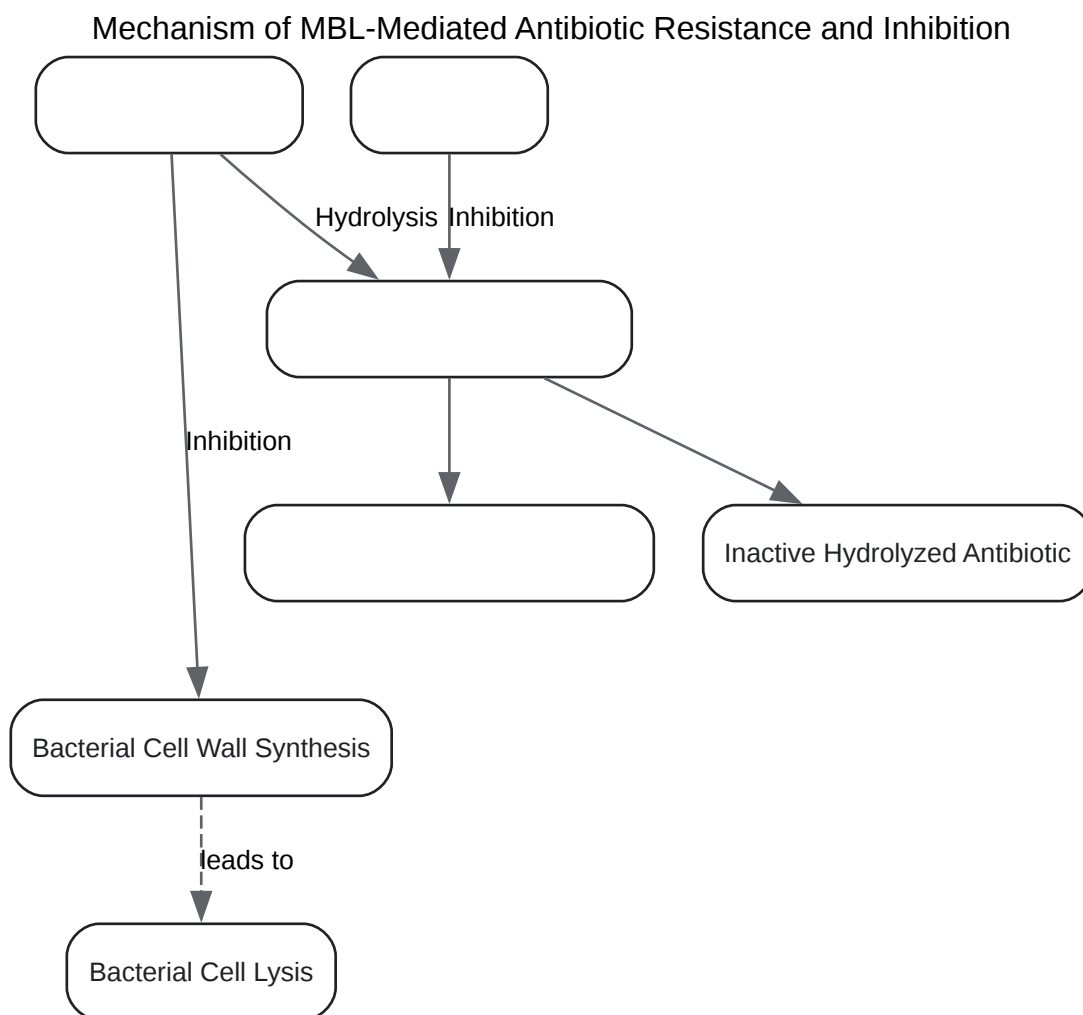 Mechanism of MBL-Mediated Antibiotic Resistance and Inhibition
Hydrolysis
Inhibition
Inhibition
Inactive Hydrolyzed Antibiotic
Bacterial Cell Wall Synthesis
leads to
Bacterial Cell Lysis